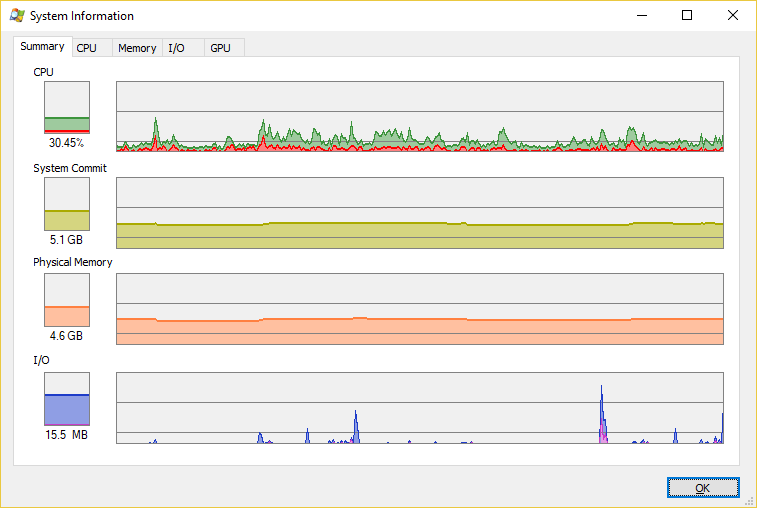 System Information
Summary CPU Memory I/O GPU
CPU
30.45%
System Commit
5.1 GB
Physical Memory
4.6 GB
I/O
15.5 MB
OK